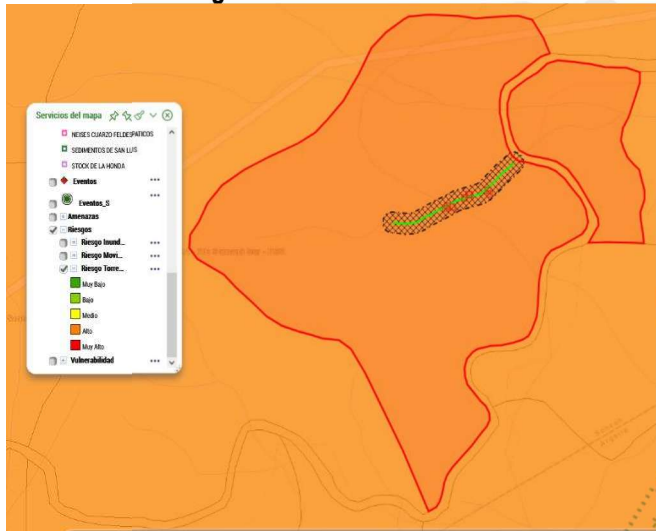 Servicios del mapa
NEISES CUARZO FELDESPATICOS
SEDIMENTOS DE SAN LUIS
STOCK DE LA HONDA
Eventos
Eventos_S
Amenazas
Riesgos
Riesgo Inund...
Riesgo Movi...
Riesgo Torre...
Muy Bajo
Bajo
Medio
Alto
Muy Alto
Vulnerabilidad